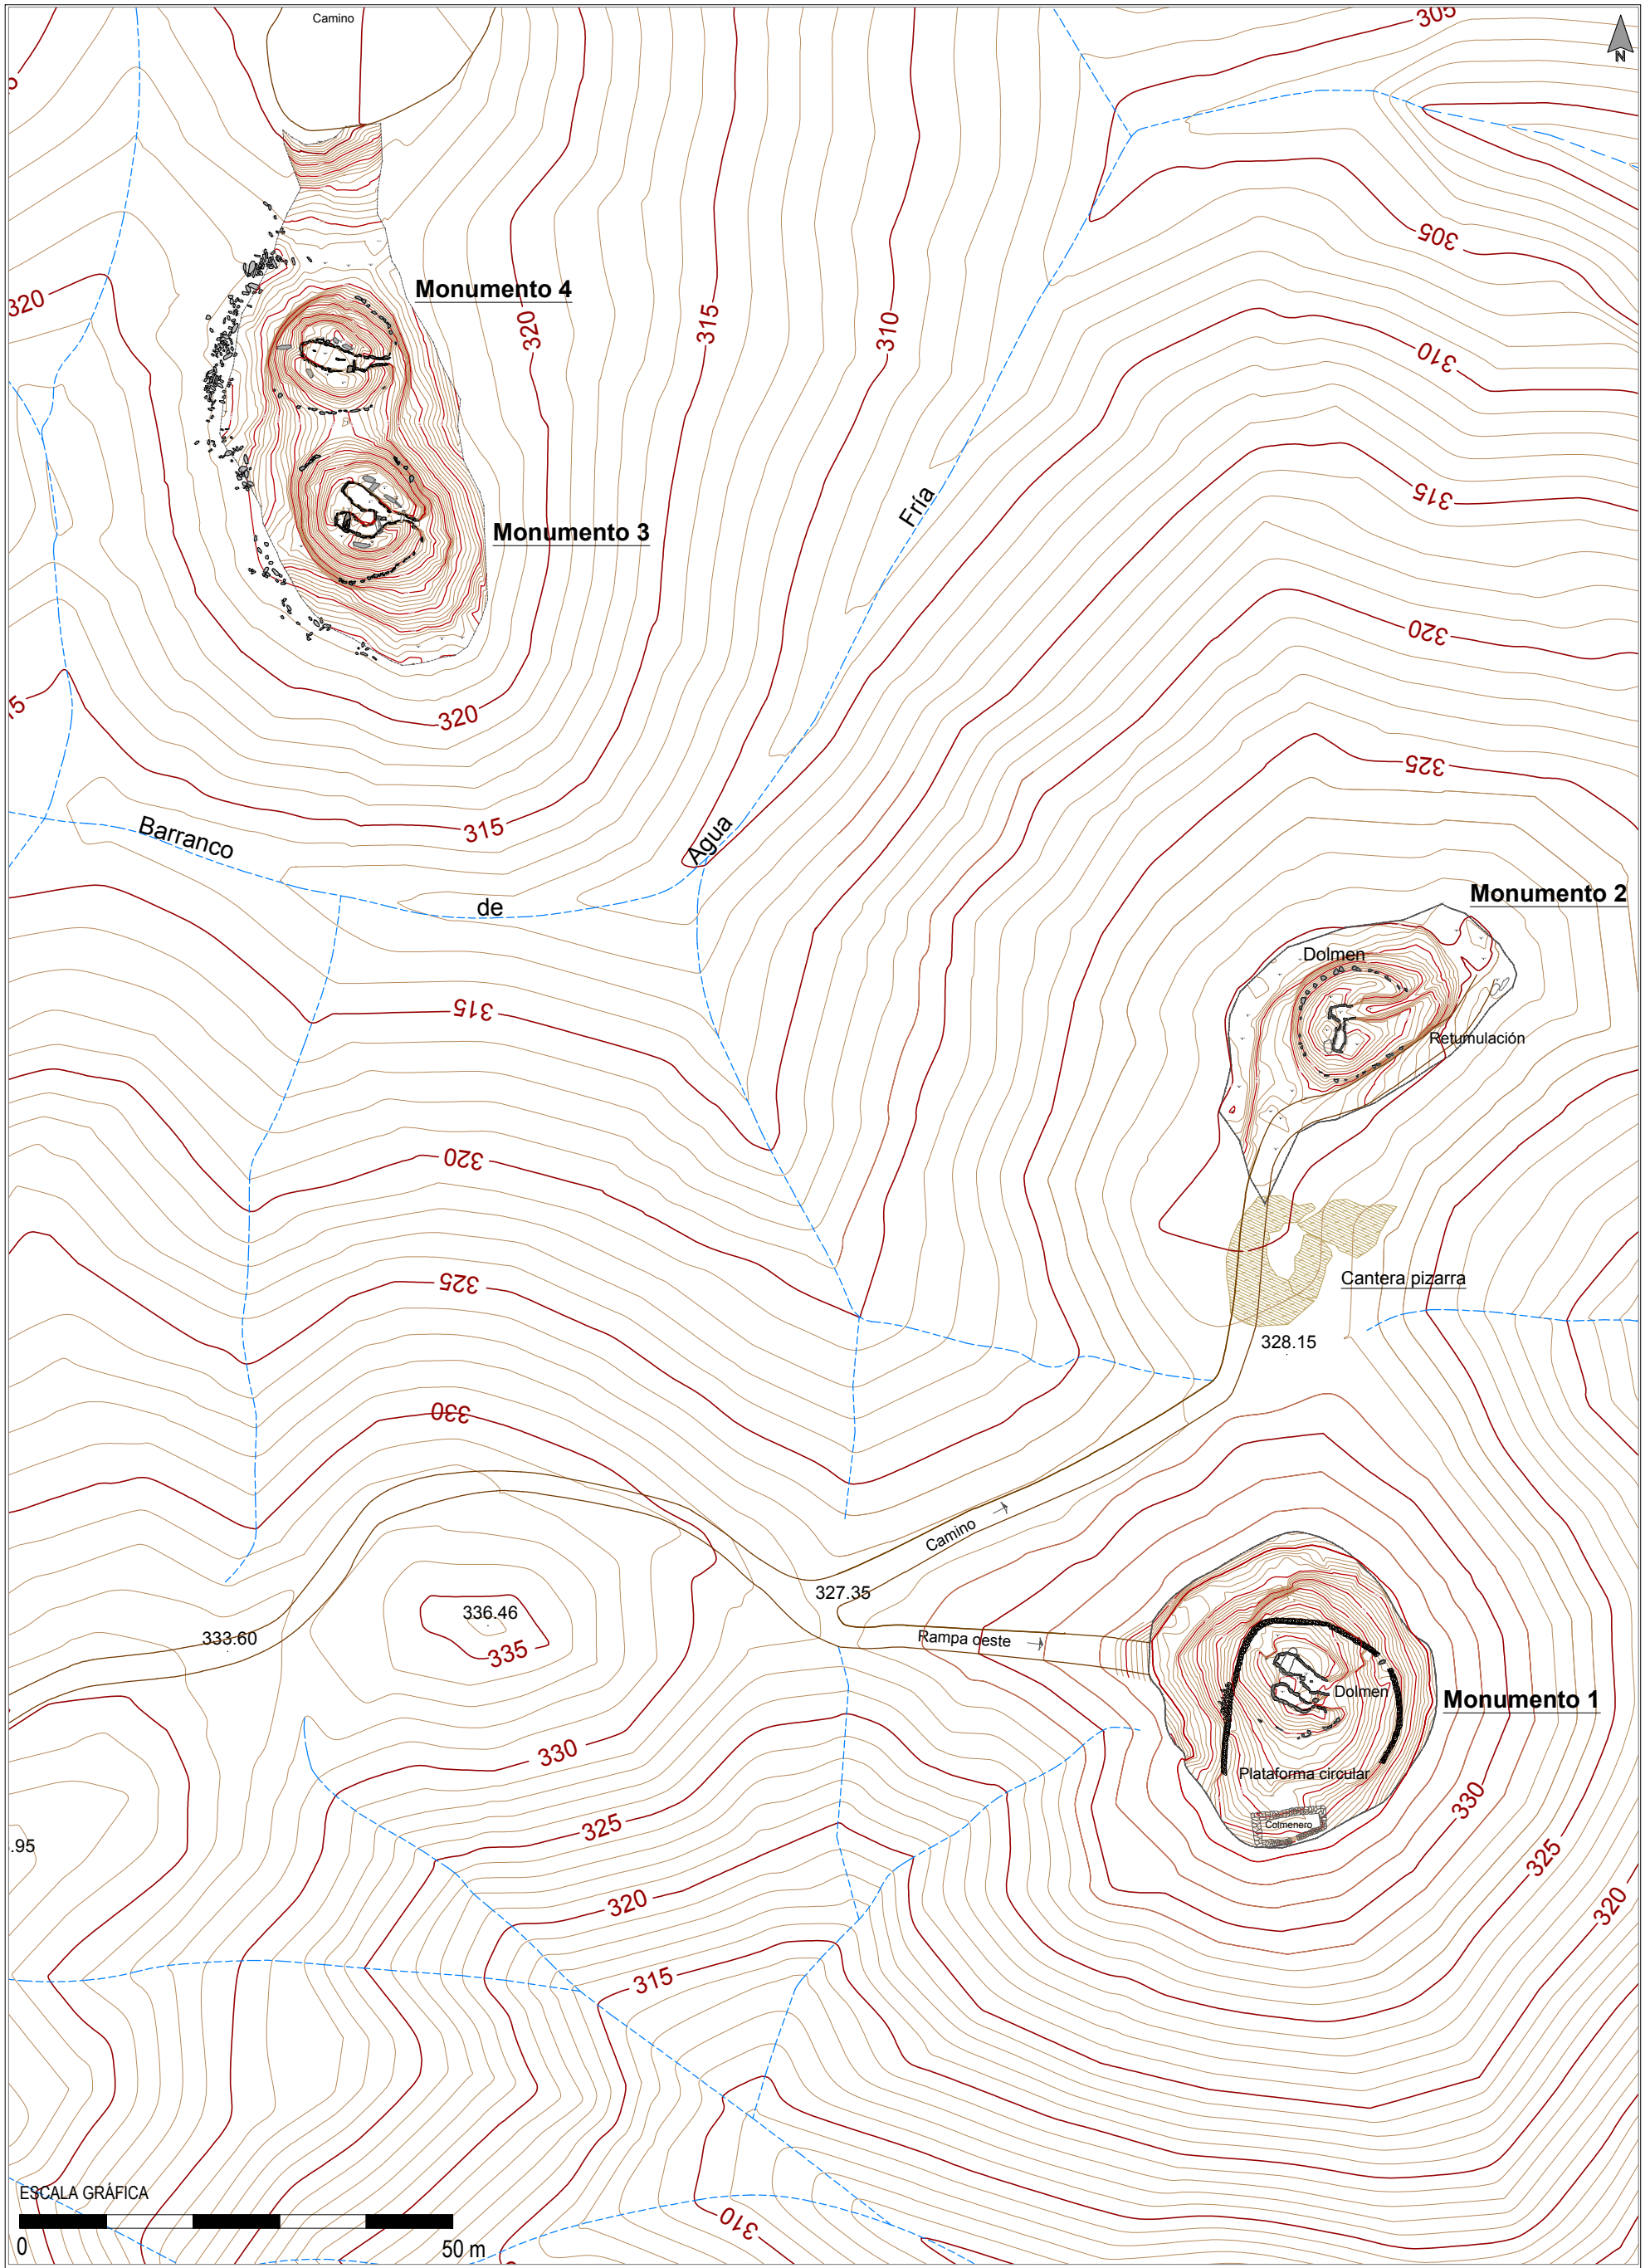 Camino
305
N
305
Monumento 4
320
320
315
310
310
Fría
315
Monumento 3
320
320
325
315
Barranco
Agua
de
Monumento 2
Dolmen
Retumulación
315
320
325
Cantera pizarra
328.15
330
Camino
327.35
336.46
333.60
335
Rampa oeste
Dolmen
Monumento 1
330
Plataforma circular
330
325
Colmenero
.95
325
320
320
315
ESCALA GRÁFICA
310
0
50 m